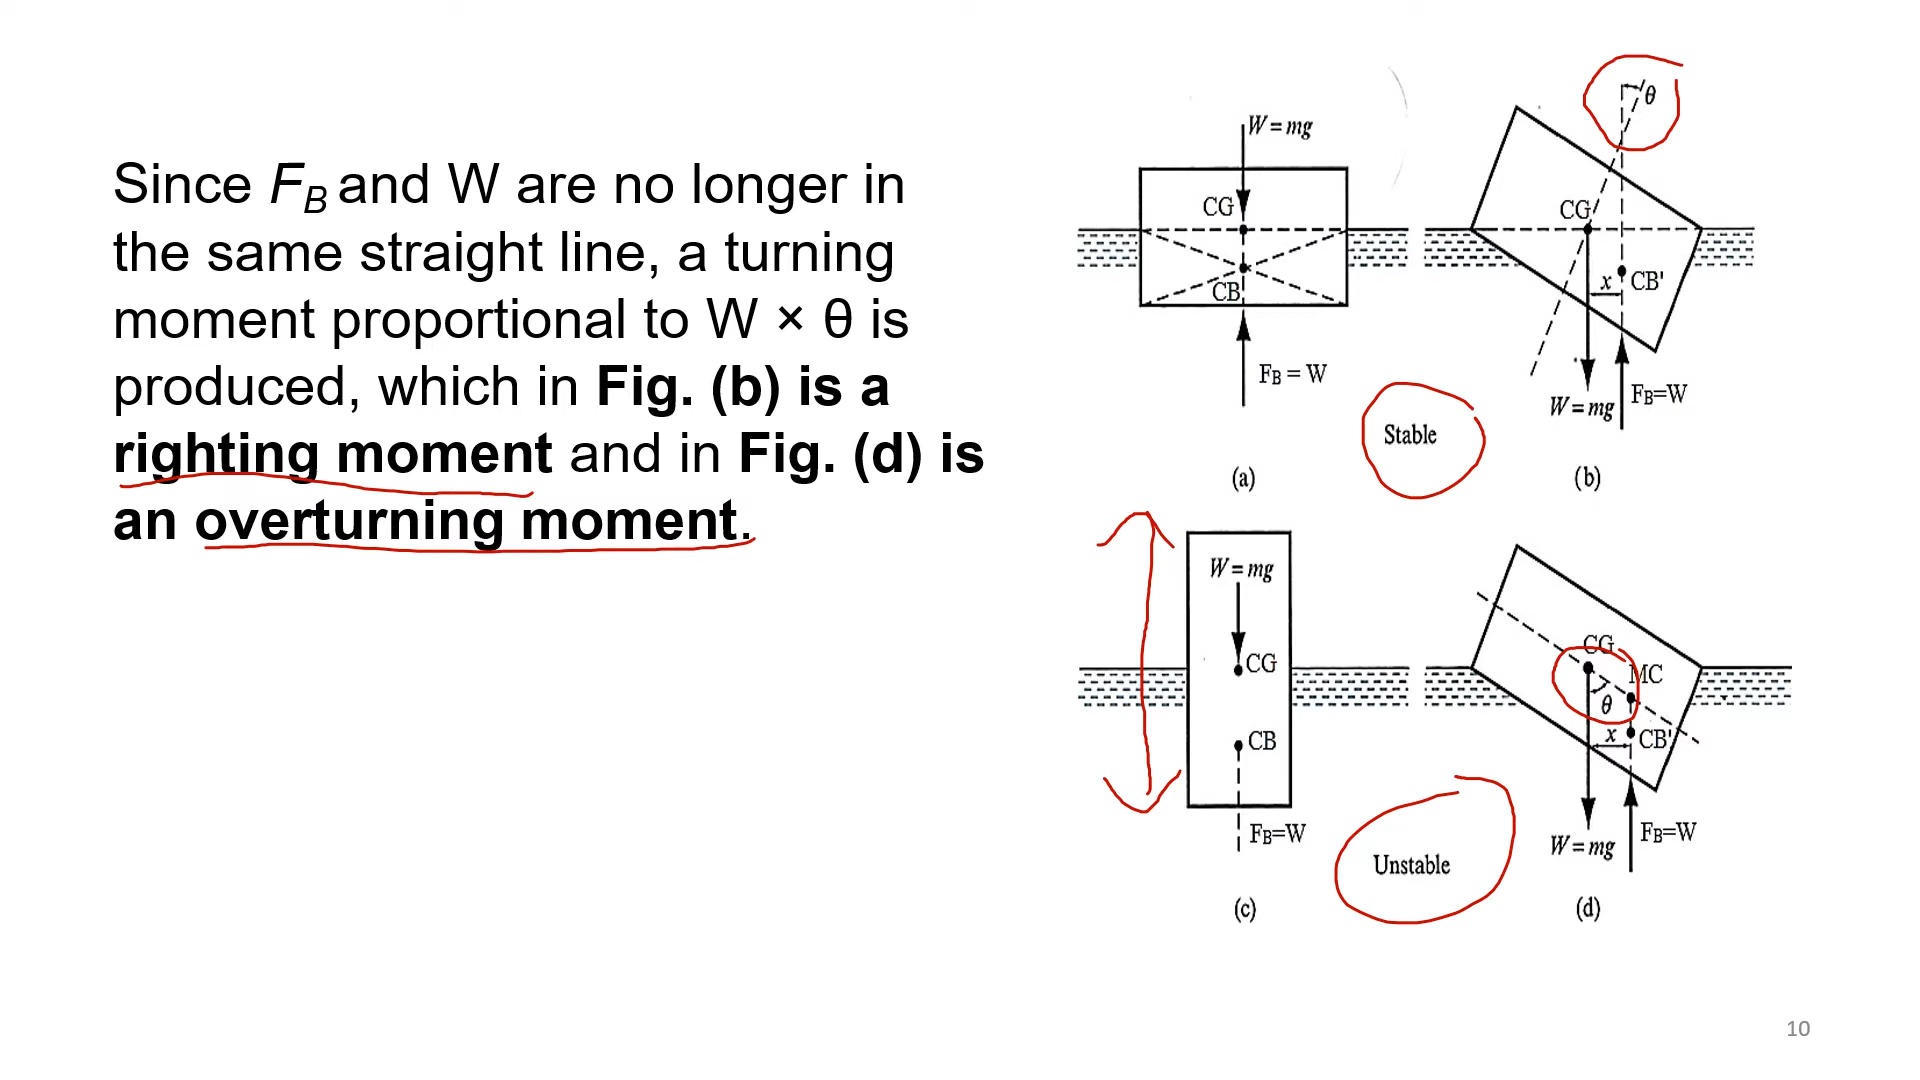 Since F_B and W are no longer in
the same straight line, a turning
moment proportional to W × θ is
produced, which in Fig. (b) is a
righting moment and in Fig. (d) is
an overturning moment.
W = mg
CG
CB
F_B = W
(a)
θ
CG
x
CB'
W = mg
F_B=W
(b)
Stable
W = mg
CG
CB
F_B=W
(c)
CG
MC
θ
x
CB'
W = mg
F_B=W
(d)
Unstable
10